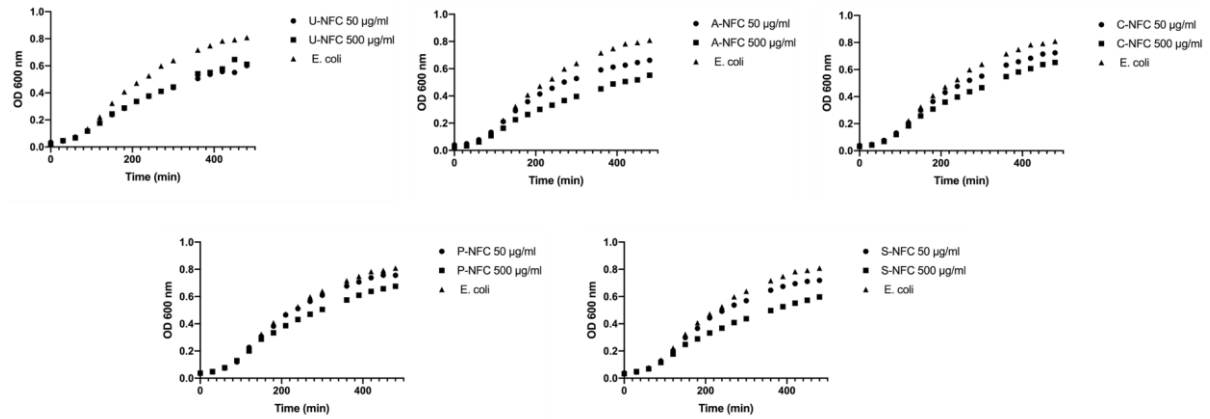 1.0
0.8
0.6
0.4
0.2
0.0
OD 600 nm
0
200
400
Time (min)
U-NFC 50 µg/ml
U-NFC 500 µg/ml
E. coli
1.0
0.8
0.6
0.4
0.2
0.0
OD 600 nm
0
200
400
Time (min)
A-NFC 50 µg/ml
A-NFC 500 µg/ml
E. coli
1.0
0.8
0.6
0.4
0.2
0.0
OD 600 nm
0
200
400
Time (min)
C-NFC 50 µg/ml
C-NFC 500 µg/ml
E. coli
1.0
0.8
0.6
0.4
0.2
0.0
OD 600 nm
0
200
400
Time (min)
P-NFC 50 µg/ml
P-NFC 500 µg/ml
E. coli
1.0
0.8
0.6
0.4
0.2
0.0
OD 600 nm
0
200
400
Time (min)
S-NFC 50 µg/ml
S-NFC 500 µg/ml
E. coli